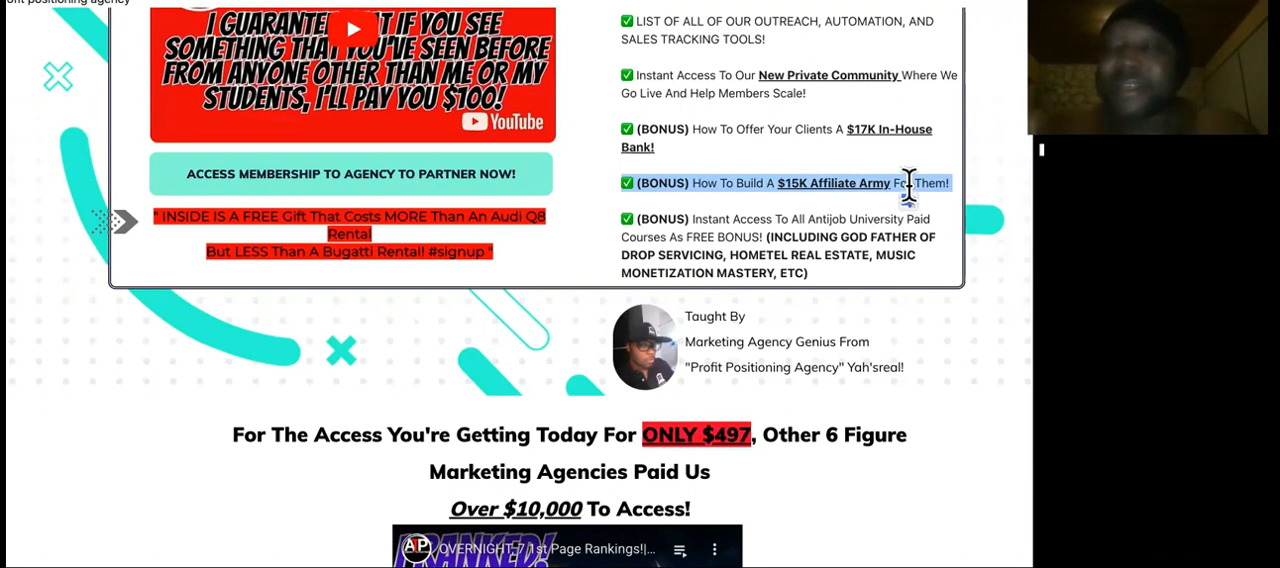 ofit positioning agency
I GUARANTEE THAT IF YOU SEE
SOMETHING THAT YOU'VE SEEN BEFORE
FROM ANYONE OTHER THAN ME OR MY
STUDENTS, I'LL PAY YOU $100!
YouTube
ACCESS MEMBERSHIP TO AGENCY TO PARTNER NOW!
" INSIDE IS A FREE Gift That Costs MORE Than An Audi Q8
Rental
But LESS Than A Bugatti Rental! #signup "
✅ LIST OF ALL OF OUR OUTREACH, AUTOMATION, AND
SALES TRACKING TOOLS!
✅ Instant Access To Our New Private Community Where We
Go Live And Help Members Scale!
✅ (BONUS) How To Offer Your Clients A $17K In-House
Bank!
✅ (BONUS) How To Build A $15K Affiliate Army For Them!
✅ (BONUS) Instant Access To All Antijob University Paid
Courses As FREE BONUS! (INCLUDING GOD FATHER OF
DROP SERVICING, HOMETEL REAL ESTATE, MUSIC
MONETIZATION MASTERY, ETC)
Taught By
Marketing Agency Genius From
"Profit Positioning Agency" Yah'sreal!
For The Access You're Getting Today For ONLY $497, Other 6 Figure
Marketing Agencies Paid Us
Over $10,000 To Access!
OVERNIGHT, 7 1st Page Rankings!|...
RANKED!